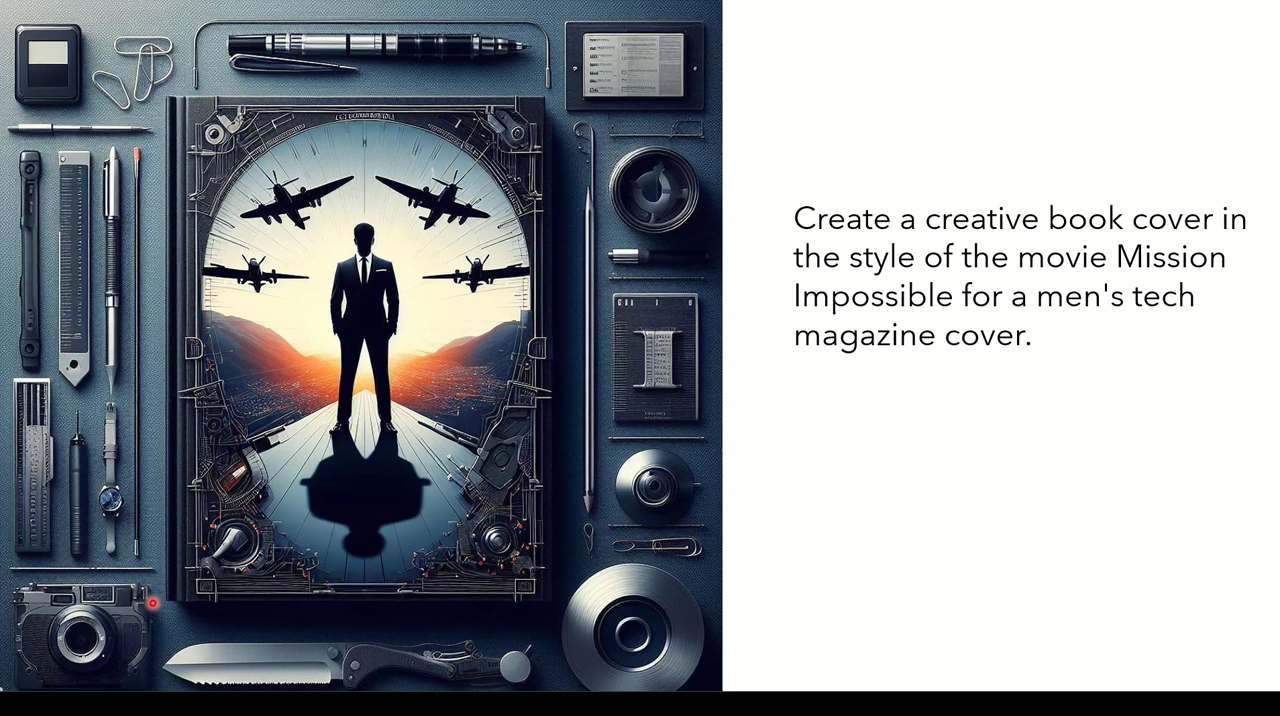 Create a creative book cover in
the style of the movie Mission
Impossible for a men's tech
magazine cover.